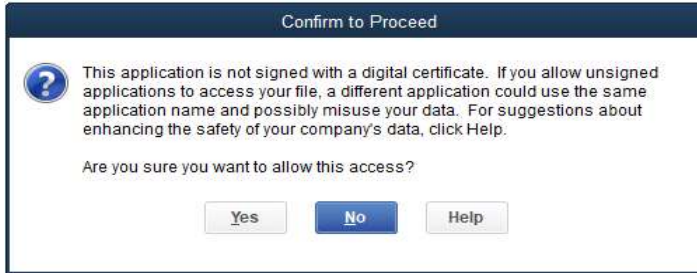 Confirm to Proceed
This application is not signed with a digital certificate.  If you allow unsigned
applications to access your file, a different application could use the same
application name and possibly misuse your data.  For suggestions about
enhancing the safety of your company's data, click Help.
Are you sure you want to allow this access?
Yes No Help